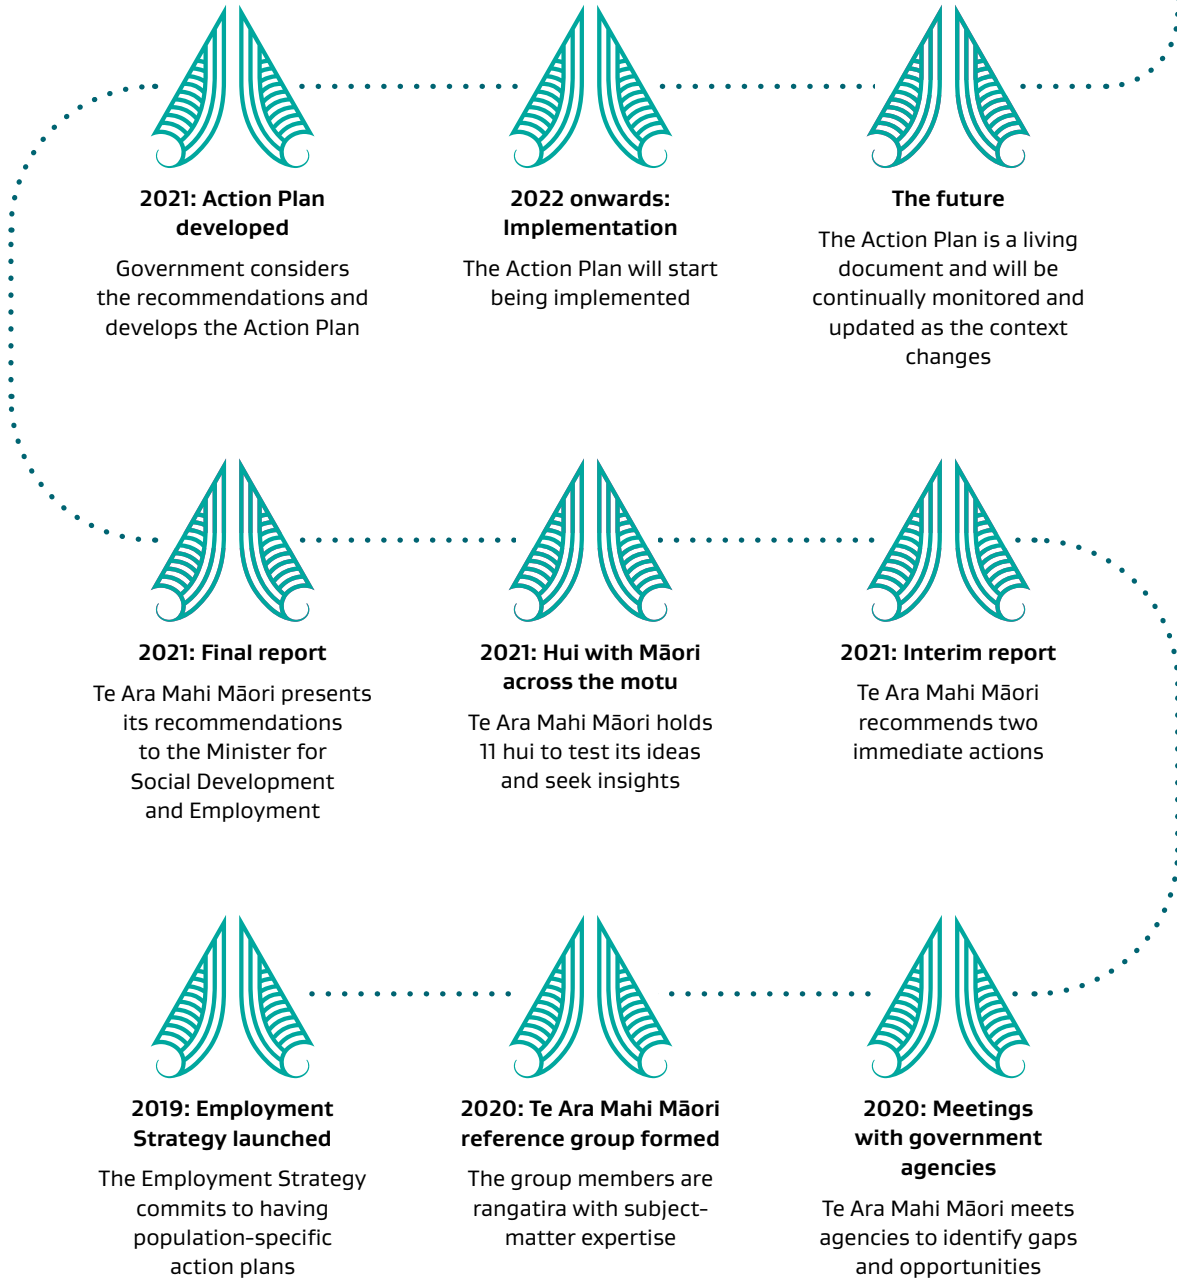 2021: Action Plan
developed
Government considers
the recommendations and
develops the Action Plan
2022 onwards:
Implementation
The Action Plan will start
being implemented
The future
The Action Plan is a living
document and will be
continually monitored and
updated as the context
changes
2021: Final report
Te Ara Mahi Māori presents
its recommendations
to the Minister for
Social Development
and Employment
2021: Hui with Māori
across the motu
Te Ara Mahi Māori holds
11 hui to test its ideas
and seek insights
2021: Interim report
Te Ara Mahi Māori
recommends two
immediate actions
2019: Employment
Strategy launched
The Employment Strategy
commits to having
population-specific
action plans
2020: Te Ara Mahi Māori
reference group formed
The group members are
rangatira with subject-
matter expertise
2020: Meetings
with government
agencies
Te Ara Mahi Māori meets
agencies to identify gaps
and opportunities